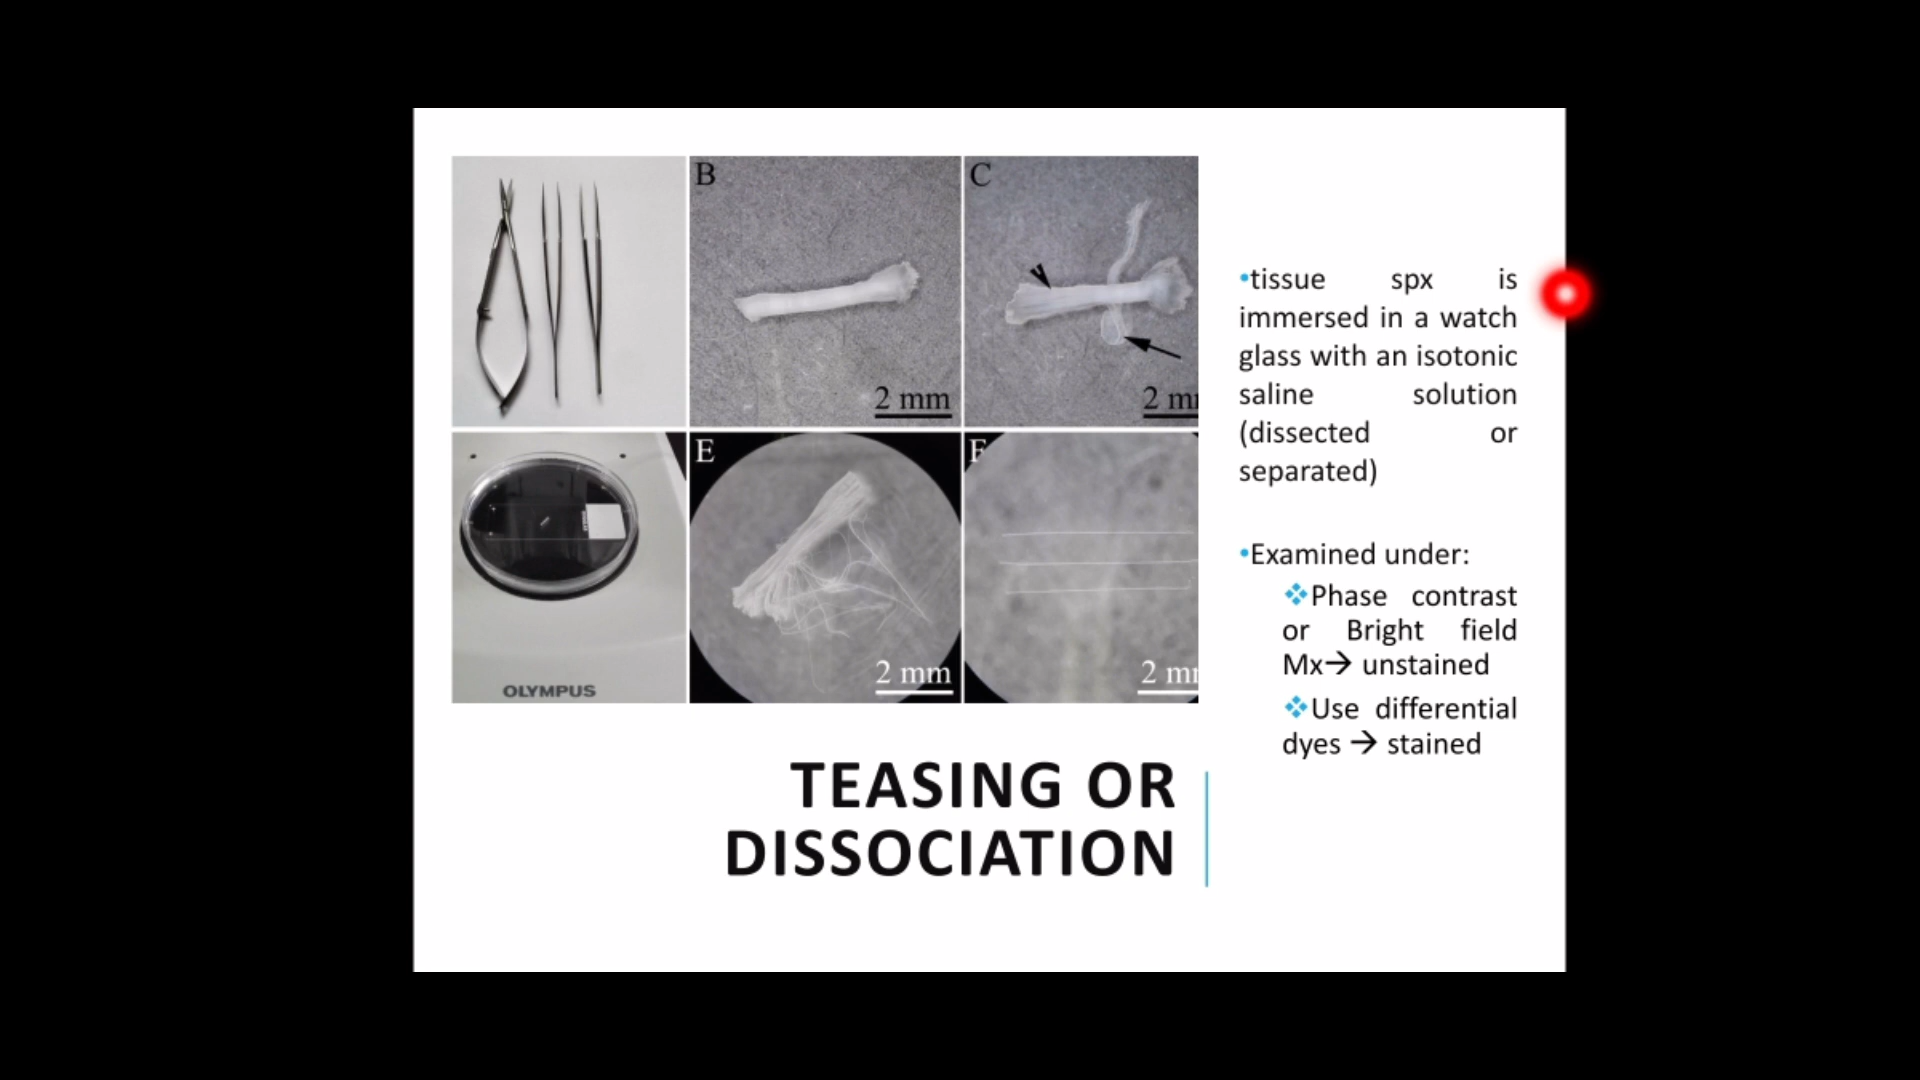 B
C
2 mm
2 m
E
F
2 mm
2 m
OLYMPUS
TEASING OR
DISSOCIATION
•tissue spx is
immersed in a watch
glass with an isotonic
saline solution
(dissected or
separated)
•Examined under:
❖Phase contrast
or Bright field
Mx→ unstained
❖Use differential
dyes → stained